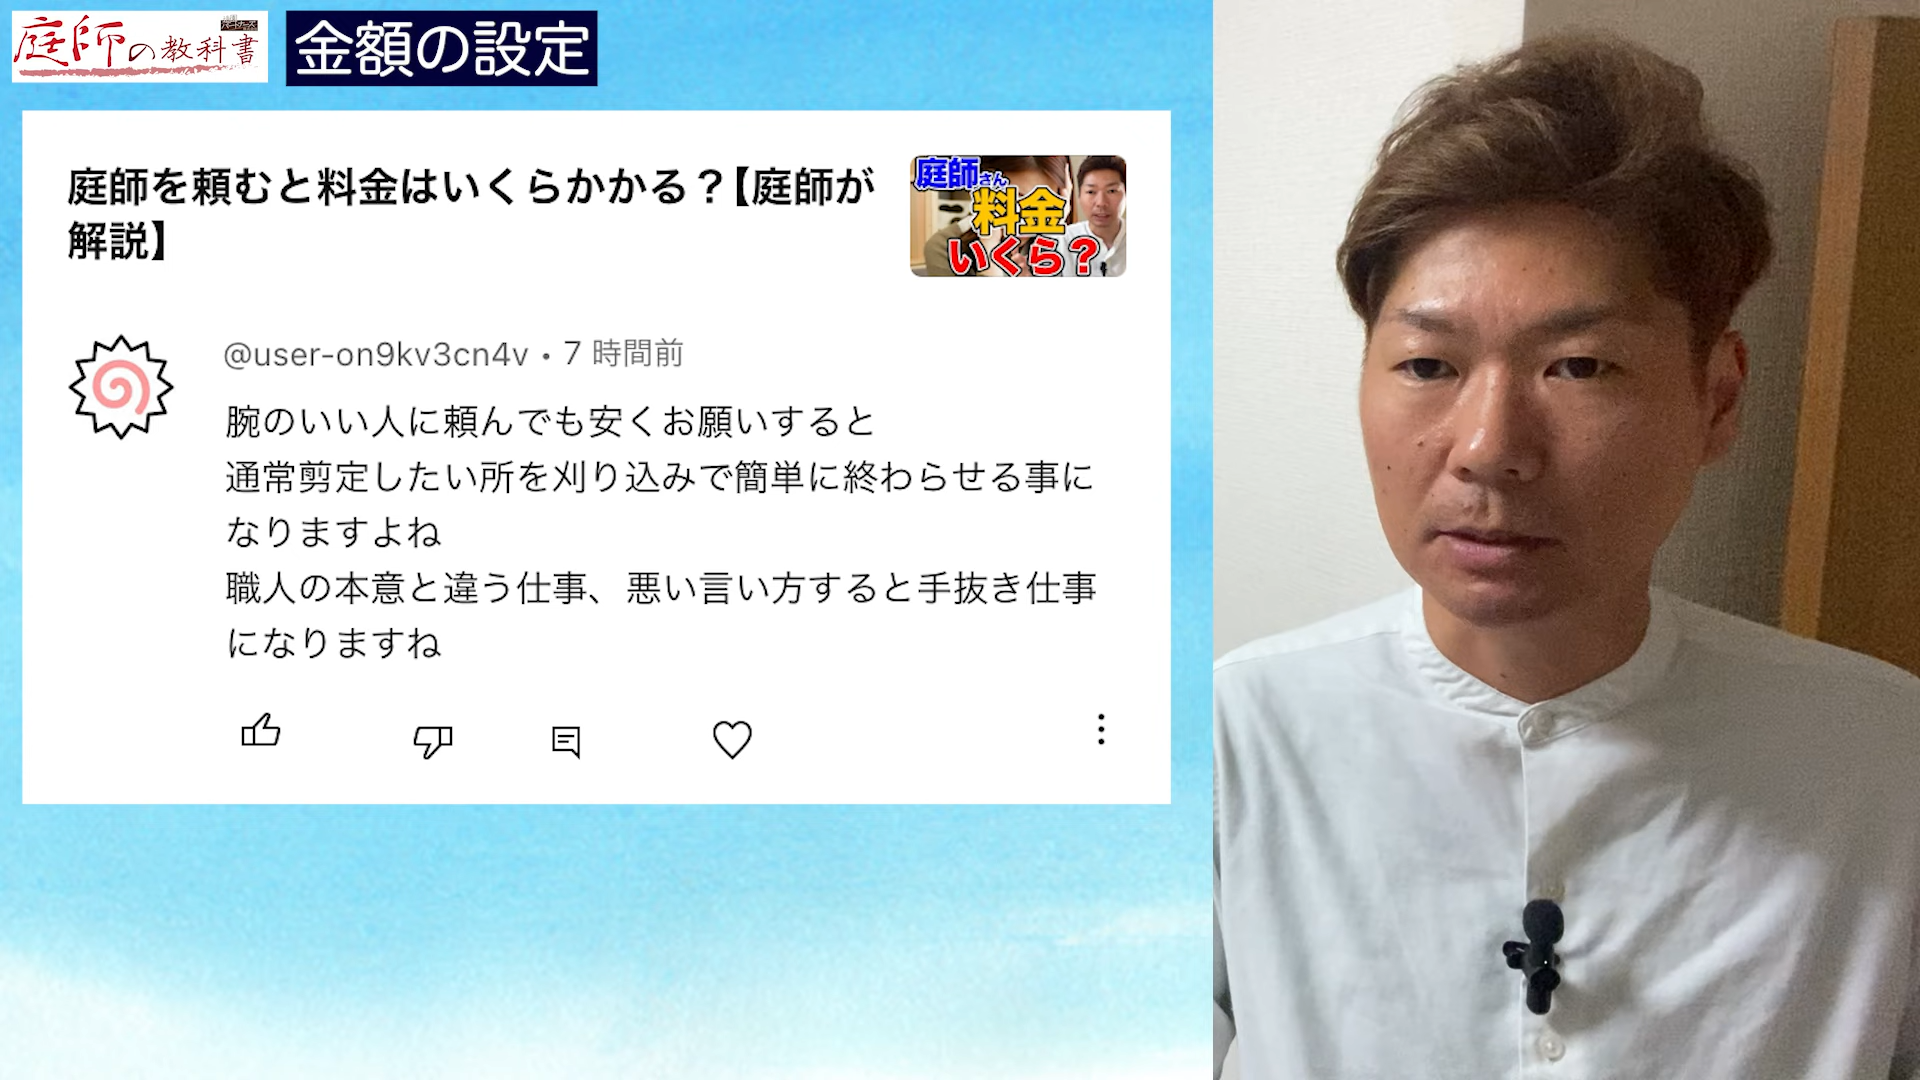 庭師の教科書
金額の設定
庭師を頼むと料金はいくらかかる？【庭師が
解説】
庭師さん
料金
いくら？
@user-on9kv3cn4v • 7 時間前
腕のいい人に頼んでも安くお願いすると
通常剪定したい所を刈り込みで簡単に終わらせる事に
なりますよね
職人の本意と違う仕事、悪い言い方すると手抜き仕事
になりますね